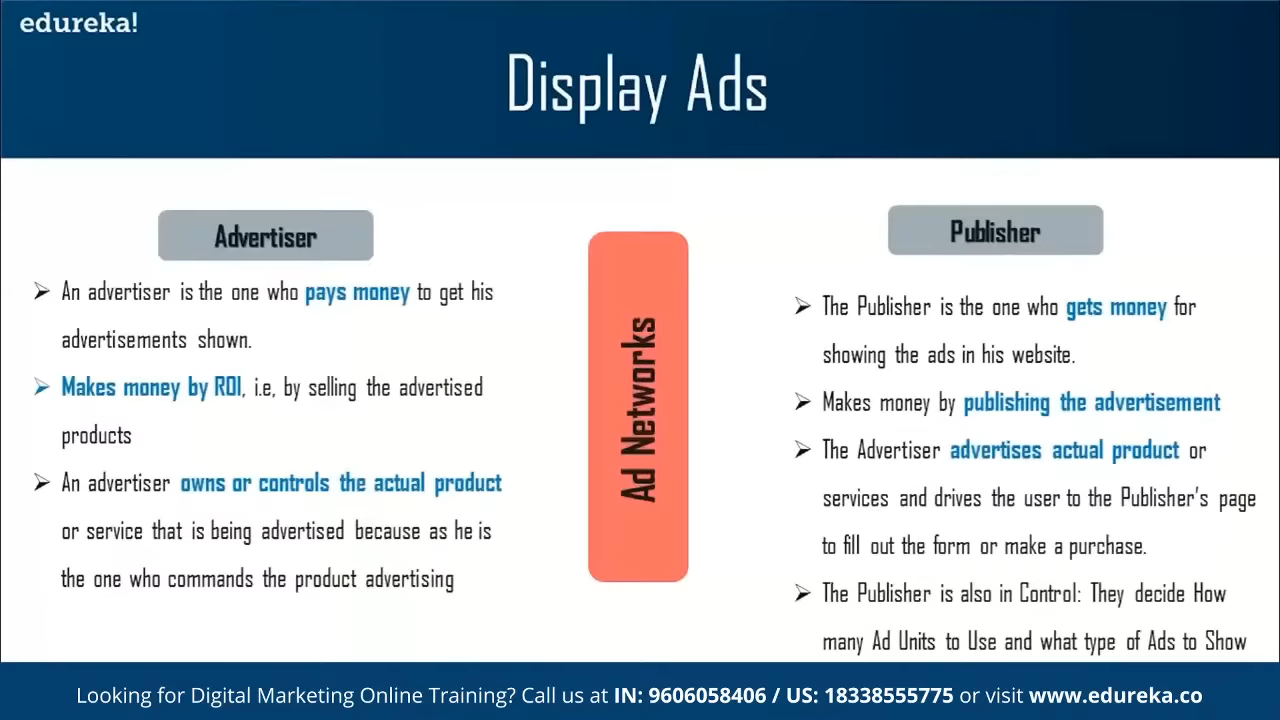 edureka!
Display Ads
Advertiser
➢ An advertiser is the one who pays money to get his
advertisements shown.
➢ Makes money by ROI, i.e, by selling the advertised
products
➢ An advertiser owns or controls the actual product
or service that is being advertised because as he is
the one who commands the product advertising
Ad Networks
Publisher
➢ The Publisher is the one who gets money for
showing the ads in his website.
➢ Makes money by publishing the advertisement
➢ The Advertiser advertises actual product or
services and drives the user to the Publisher's page
to fill out the form or make a purchase.
➢ The Publisher is also in Control: They decide How
many Ad Units to Use and what type of Ads to Show
Looking for Digital Marketing Online Training? Call us at IN: 9606058406 / US: 18338555775 or visit www.edureka.co